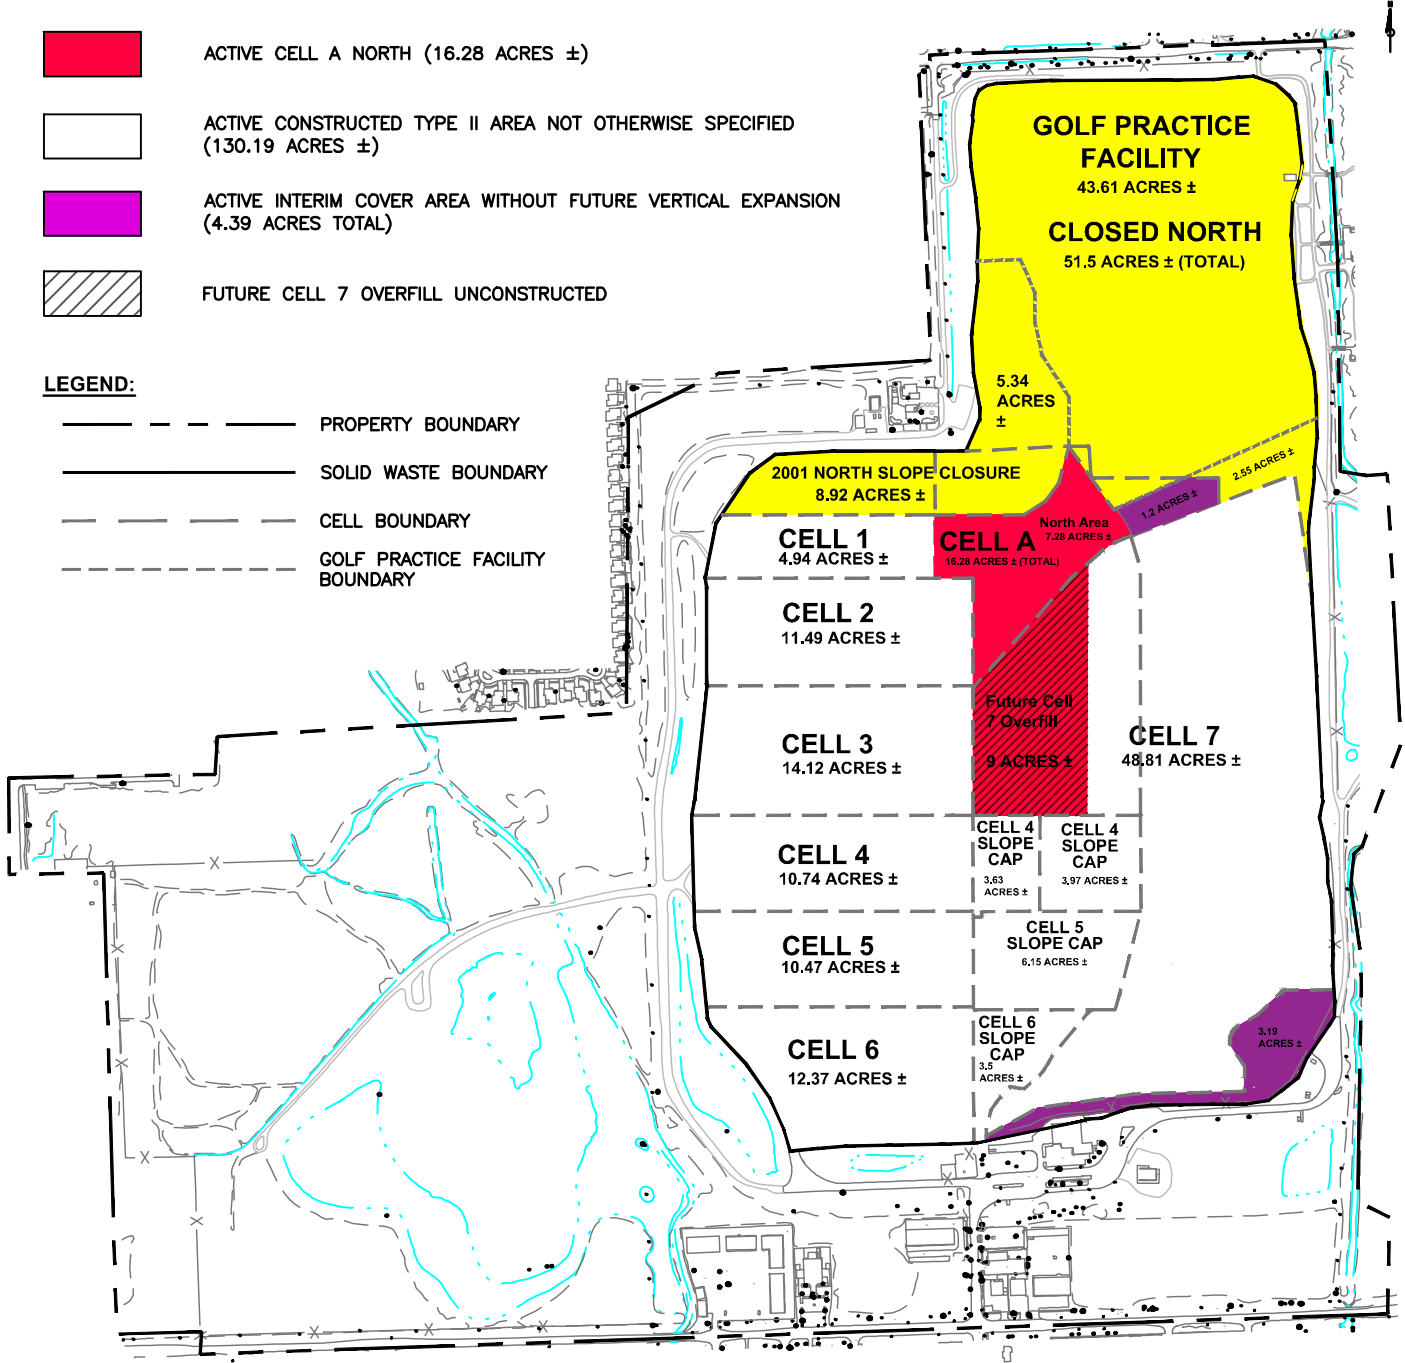 ACTIVE CELL A NORTH (16.28 ACRES ±)
ACTIVE CONSTRUCTED TYPE II AREA NOT OTHERWISE SPECIFIED
(130.19 ACRES ±)
ACTIVE INTERIM COVER AREA WITHOUT FUTURE VERTICAL EXPANSION
(4.39 ACRES TOTAL)
FUTURE CELL 7 OVERFILL UNCONSTRUCTED
LEGEND:
PROPERTY BOUNDARY
SOLID WASTE BOUNDARY
CELL BOUNDARY
GOLF PRACTICE FACILITY
BOUNDARY
GOLF PRACTICE
FACILITY
43.61 ACRES ±
CLOSED NORTH
51.5 ACRES ± (TOTAL)
5.34
ACRES
±
2001 NORTH SLOPE CLOSURE
8.92 ACRES ±
2.55 ACRES ±
1.2 ACRES ±
North Area
7.28 ACRES ±
CELL A
16.28 ACRES ± (TOTAL)
CELL 1
4.94 ACRES ±
CELL 2
11.49 ACRES ±
Future Cell
7 Overfill
9 ACRES ±
CELL 3
14.12 ACRES ±
CELL 7
48.81 ACRES ±
CELL 4
10.74 ACRES ±
CELL 4
SLOPE
CAP
3.63
ACRES ±
CELL 4
SLOPE
CAP
3.97 ACRES ±
CELL 5
10.47 ACRES ±
CELL 5
SLOPE CAP
6.15 ACRES ±
CELL 6
12.37 ACRES ±
CELL 6
SLOPE
CAP
3.5
ACRES ±
3.19
ACRES ±